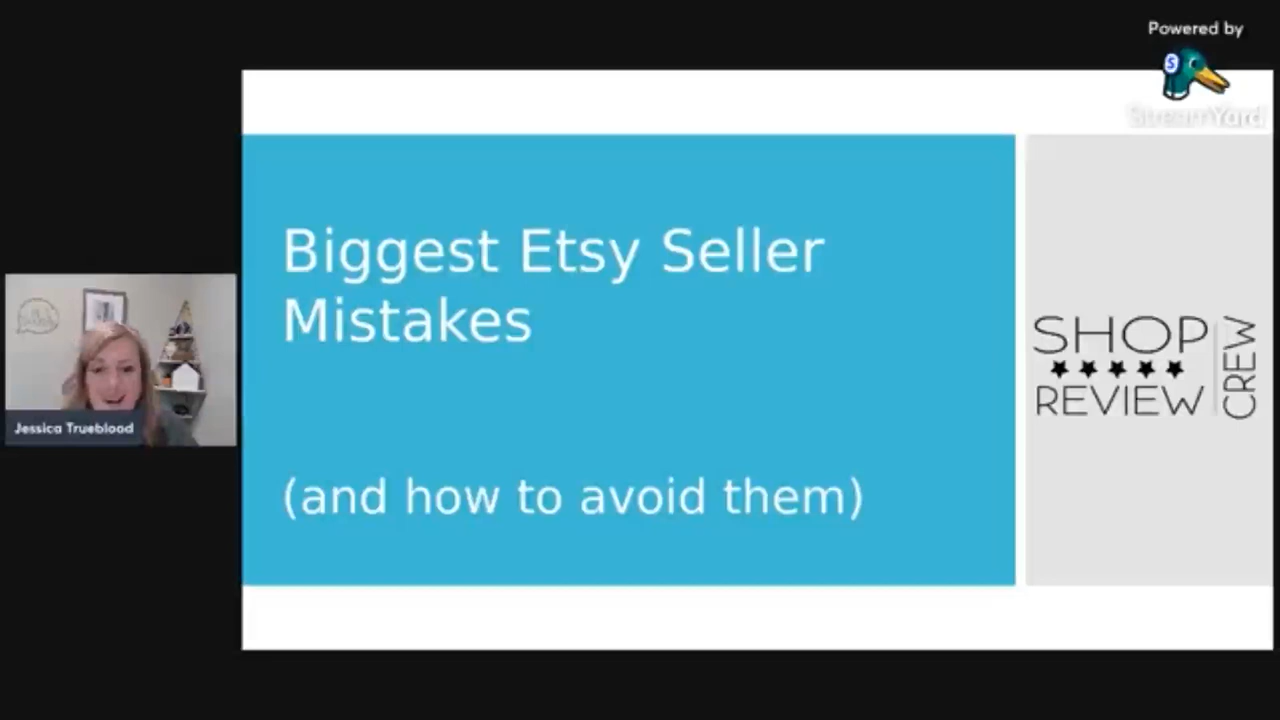 Powered by
StreamYard
Biggest Etsy Seller
Mistakes
(and how to avoid them)
SHOP
REVIEW
CREW
Jessica Trueblood